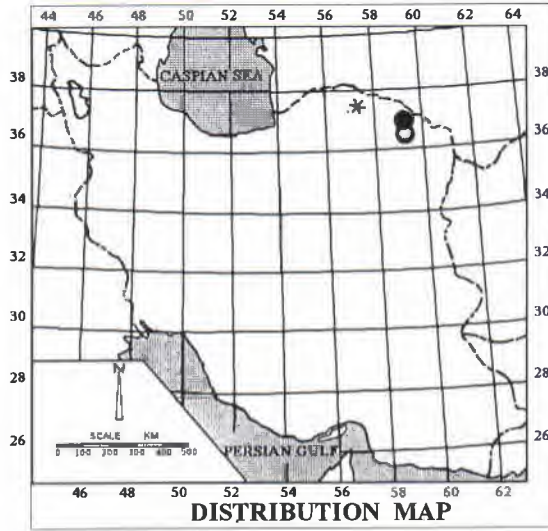 44 46 48 50 52 54 56 58 60 62 64
38 38
36 36
34 34
32 32
30 30
28 28
26 26
CASPIAN SEA
SCALE KM
0 100 200 300 400 500
PERSIAN GULF
46 48 50 52 54 56 58 60 62
DISTRIBUTION MAP